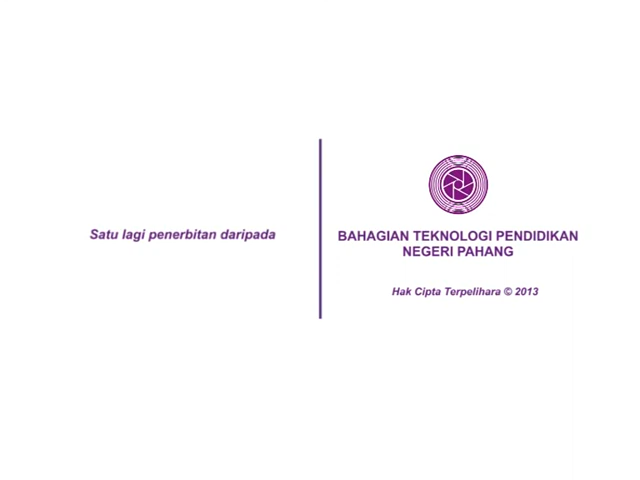 Satu lagi penerbitan daripada
BAHAGIAN TEKNOLOGI PENDIDIKAN
NEGERI PAHANG
Hak Cipta Terpelihara © 2013